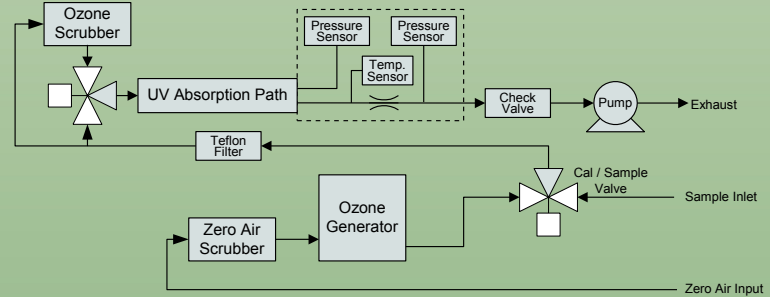 Ozone
Scrubber
Pressure
Sensor
Pressure
Sensor
Temp.
Sensor
UV Absorption Path
Check
Valve
Pump
Exhaust
Teflon
Filter
Cal / Sample
Valve
Sample Inlet
Ozone
Generator
Zero Air
Scrubber
Zero Air Input